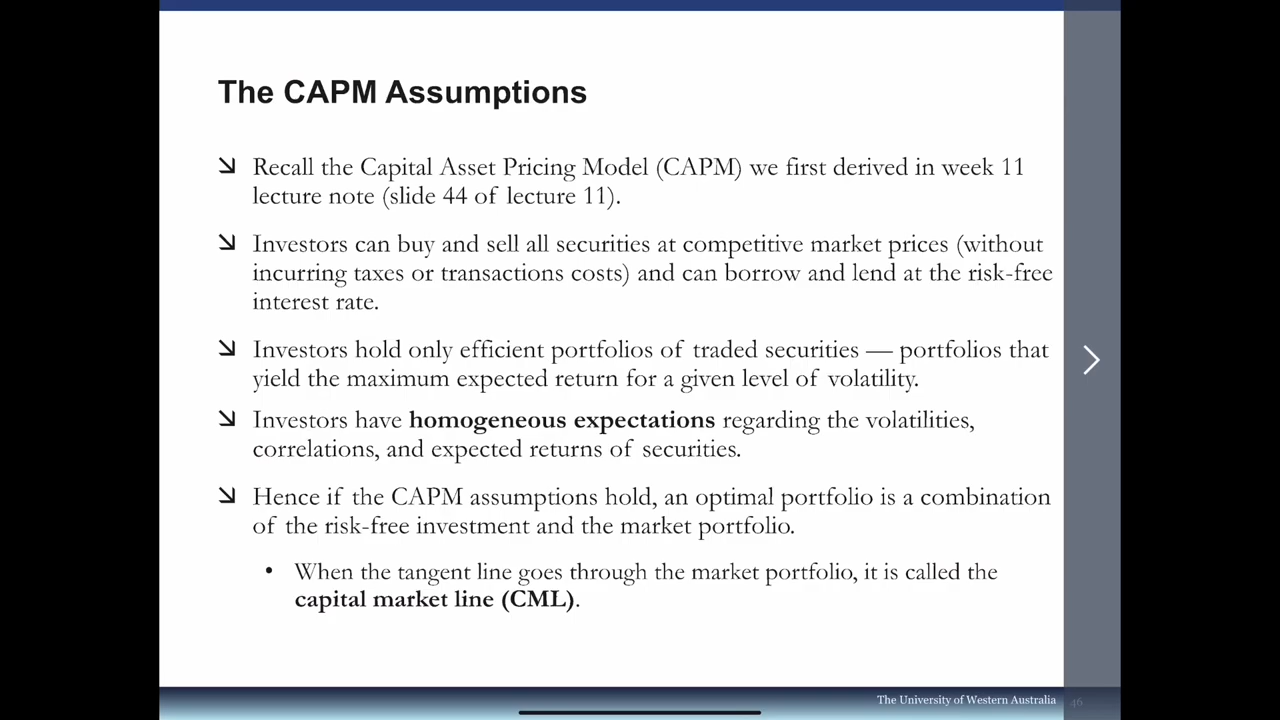 The CAPM Assumptions
Recall the Capital Asset Pricing Model (CAPM) we first derived in week 11
lecture note (slide 44 of lecture 11).
Investors can buy and sell all securities at competitive market prices (without
incurring taxes or transactions costs) and can borrow and lend at the risk-free
interest rate.
Investors hold only efficient portfolios of traded securities — portfolios that
yield the maximum expected return for a given level of volatility.
Investors have homogeneous expectations regarding the volatilities,
correlations, and expected returns of securities.
Hence if the CAPM assumptions hold, an optimal portfolio is a combination
of the risk-free investment and the market portfolio.
• When the tangent line goes through the market portfolio, it is called the
capital market line (CML).
The University of Western Australia 46